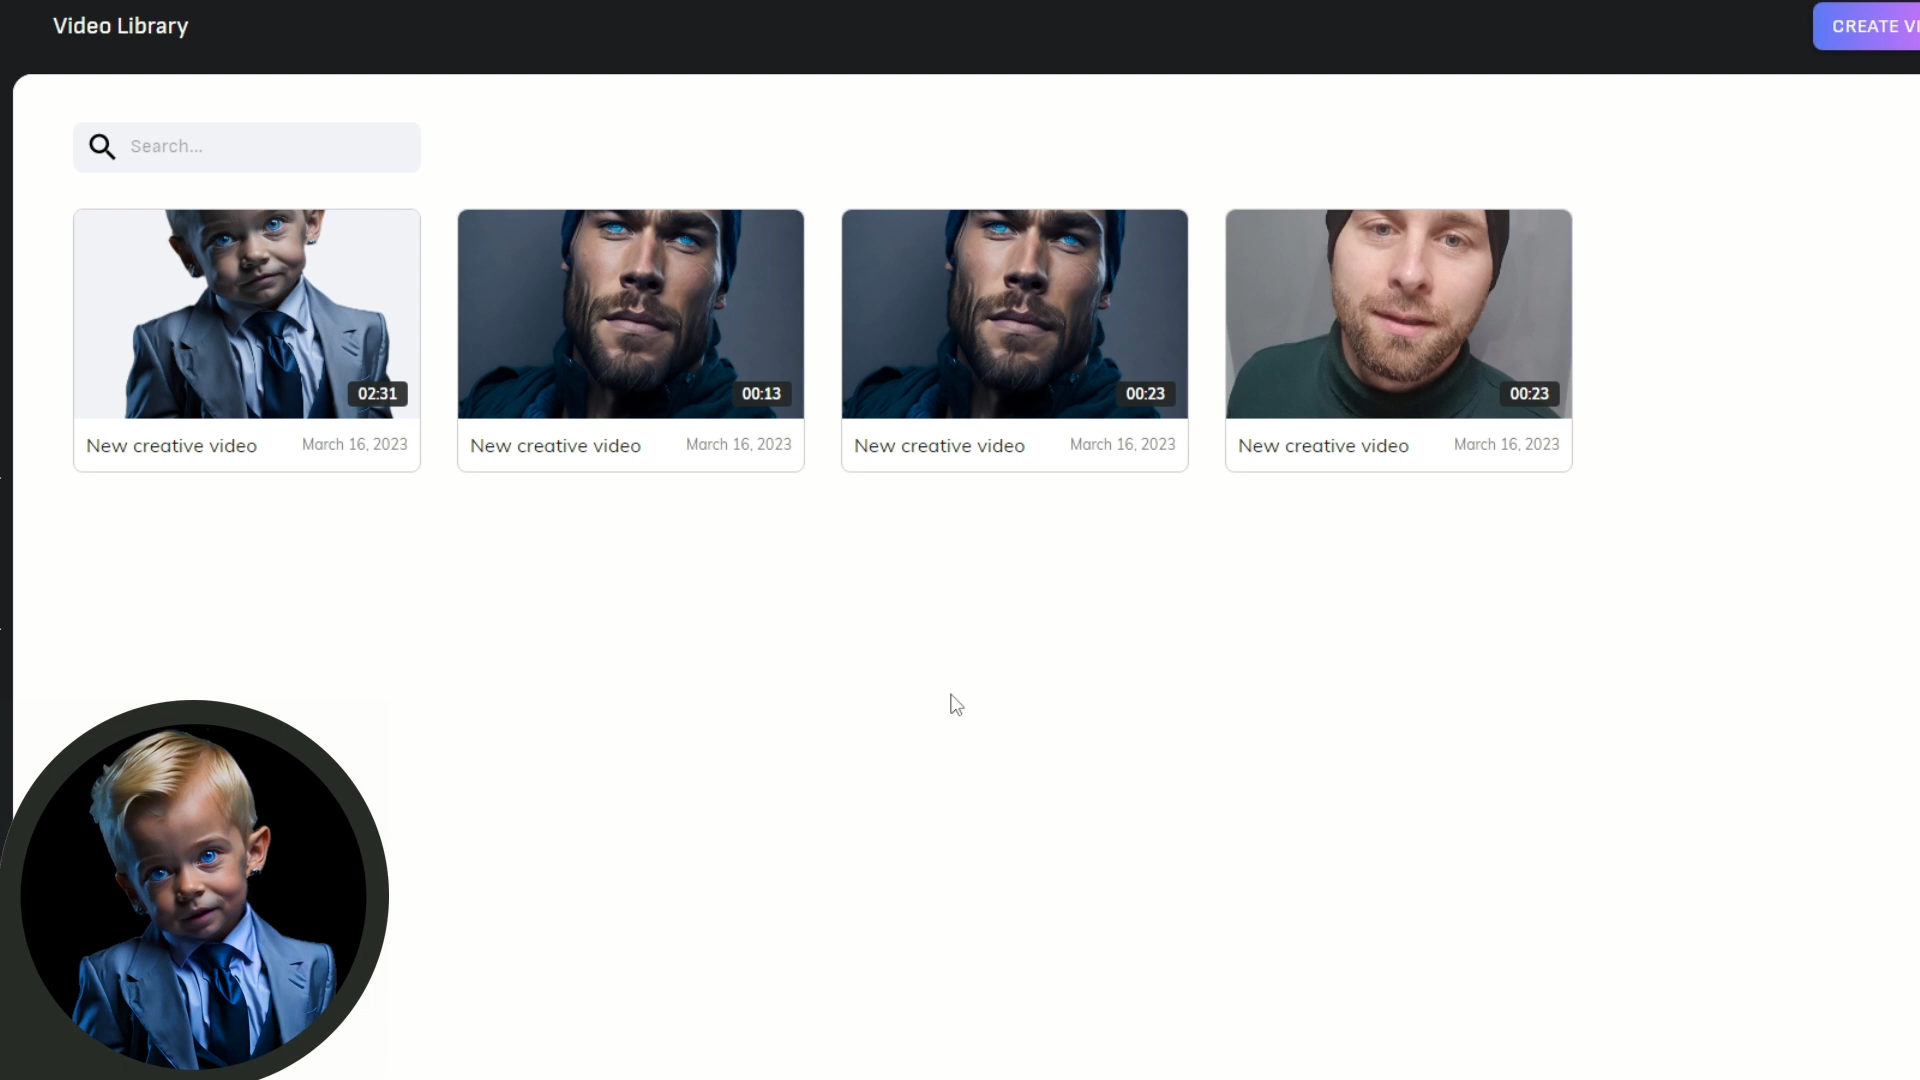 Video Library
CREATE VI
Search...
02:31
00:13
00:23
00:23
New creative video March 16, 2023
New creative video March 16, 2023
New creative video March 16, 2023
New creative video March 16, 2023